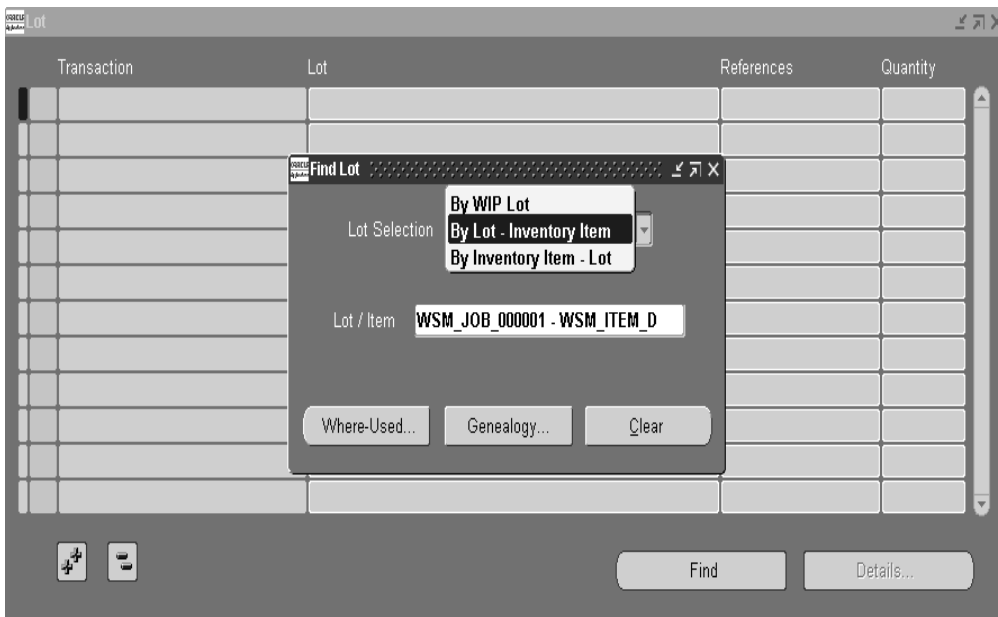 Lot
Transaction Lot References Quantity
Find Lot
By WIP Lot
Lot Selection By Lot - Inventory Item
By Inventory Item - Lot
Lot / Item WSM_JOB_000001 - WSM_ITEM_D
Where-Used... Genealogy... Clear
Find Details...